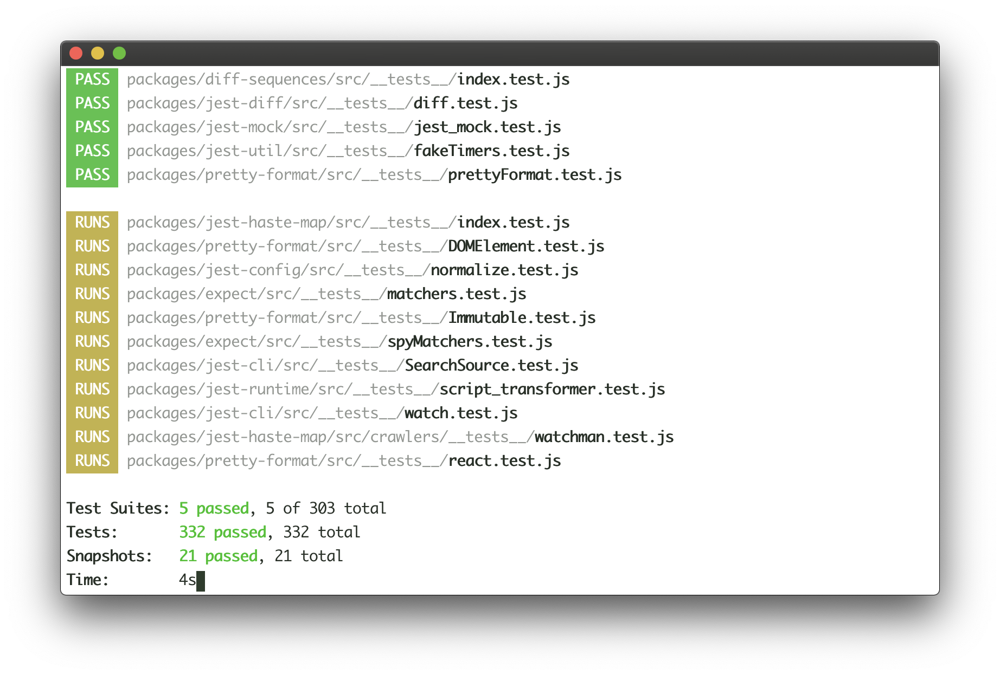 PASS packages/diff-sequences/src/__tests__/index.test.js
PASS packages/jest-diff/src/__tests__/diff.test.js
PASS packages/jest-mock/src/__tests__/jest_mock.test.js
PASS packages/jest-util/src/__tests__/fakeTimers.test.js
PASS packages/pretty-format/src/__tests__/prettyFormat.test.js
RUNS packages/jest-haste-map/src/__tests__/index.test.js
RUNS packages/pretty-format/src/__tests__/DOMElement.test.js
RUNS packages/jest-config/src/__tests__/normalize.test.js
RUNS packages/expect/src/__tests__/matchers.test.js
RUNS packages/pretty-format/src/__tests__/Immutable.test.js
RUNS packages/expect/src/__tests__/spyMatchers.test.js
RUNS packages/jest-cli/src/__tests__/SearchSource.test.js
RUNS packages/jest-runtime/src/__tests__/script_transformer.test.js
RUNS packages/jest-cli/src/__tests__/watch.test.js
RUNS packages/jest-haste-map/src/crawlers/__tests__/watchman.test.js
RUNS packages/pretty-format/src/__tests__/react.test.js
Test Suites: 5 passed, 5 of 303 total
Tests: 332 passed, 332 total
Snapshots: 21 passed, 21 total
Time: 4s